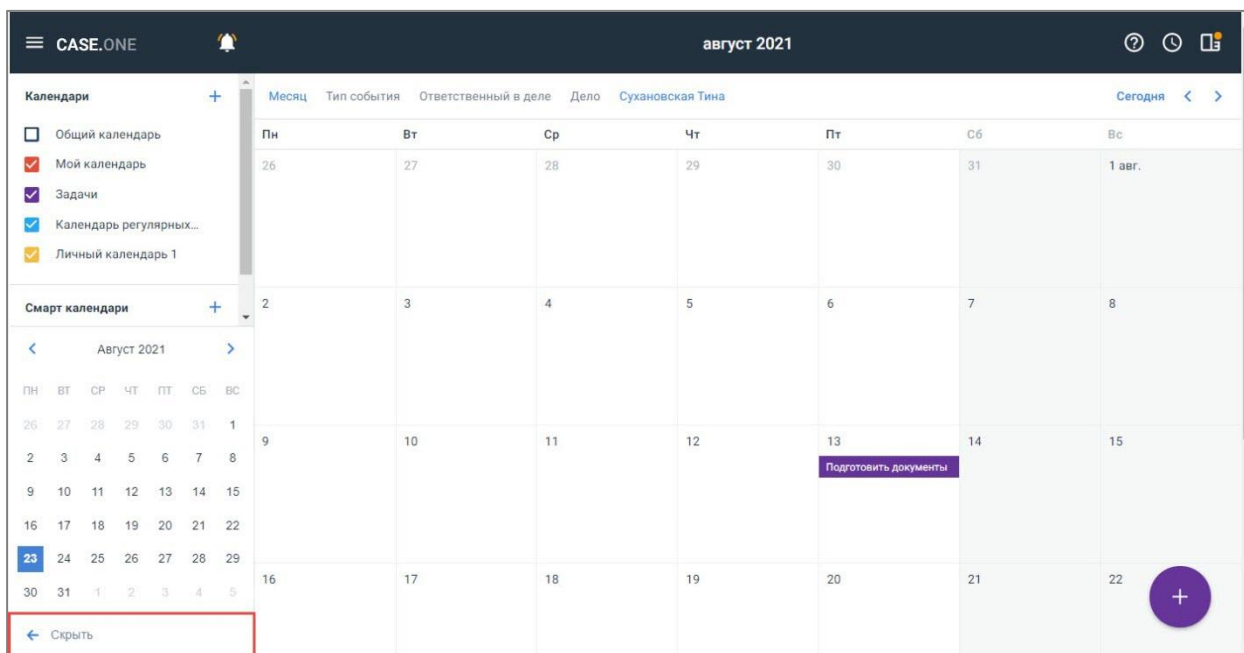 CASE.ONE
август 2021
Календари +
Общий календарь
Мой календарь
Задачи
Календарь регулярных...
Личный календарь 1
Смарт календари +
Август 2021
ПН ВТ СР ЧТ ПТ СБ ВС
26 27 28 29 30 31 1
2 3 4 5 6 7 8
9 10 11 12 13 14 15
16 17 18 19 20 21 22
23 24 25 26 27 28 29
30 31 1 2 3 4 5
Скрыть
Месяц Тип события Ответственный в деле Дело Сухановская Тина Сегодня
Пн Вт Ср Чт Пт Сб Вс
26 27 28 29 30 31 1 авг.
2 3 4 5 6 7 8
9 10 11 12 13 14 15
Подготовить документы
16 17 18 19 20 21 22
+